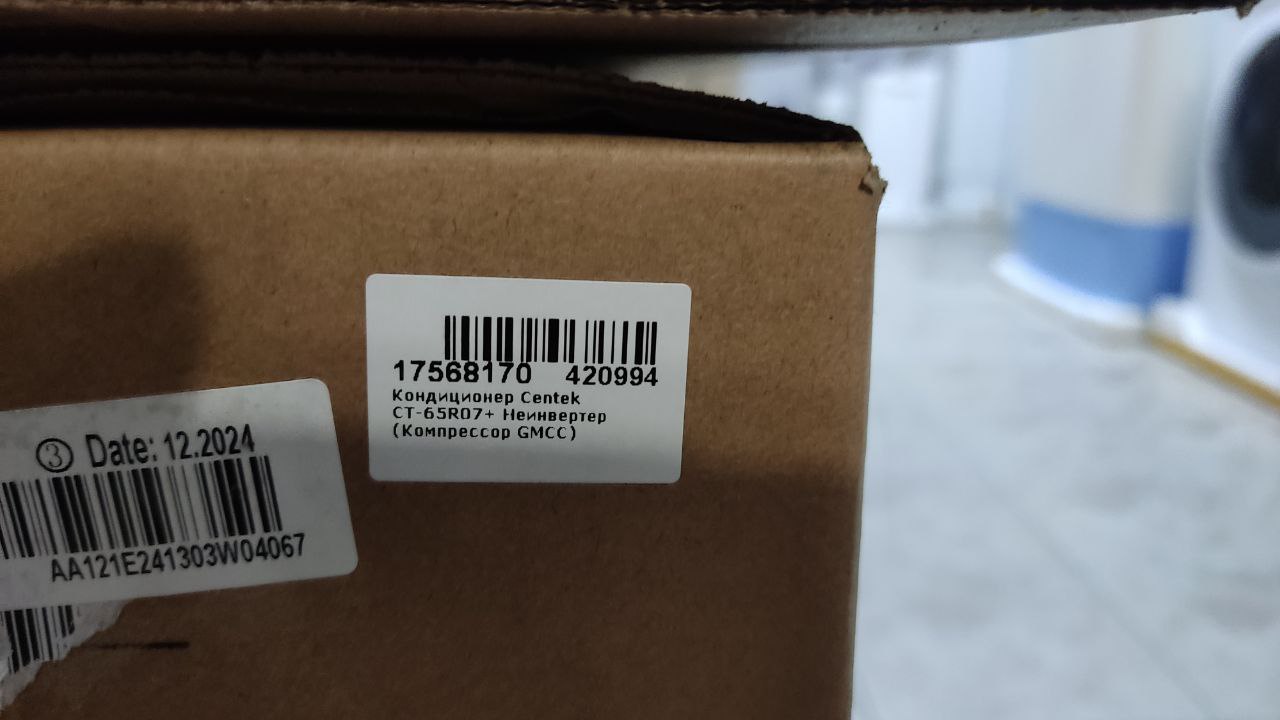 17568170 420994
Кондиционер Centek
CT-65R07+ Неинвертер
(Компрессор GMCC)
③ Date: 12.2024
AA121E241303W04067